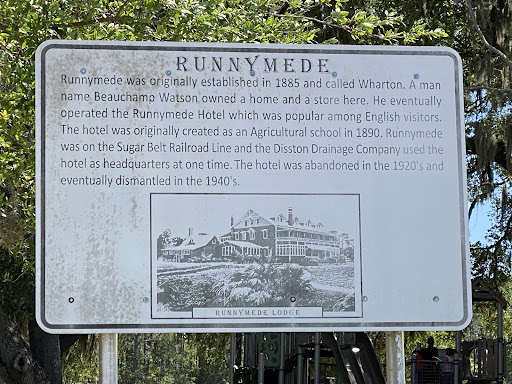 RUNNYMEDE
Runnymede was originally established in 1885 and called Wharton. A man
name Beauchamp Watson owned a home and a store here. He eventually
operated the Runnymede Hotel which was popular among English visitors.
The hotel was originally created as an Agricultural school in 1890. Runnymede
was on the Sugar Belt Railroad Line and the Disston Drainage Company used the
hotel as headquarters at one time. The hotel was abandoned in the 1920's and
eventually dismantled in the 1940's.
RUNNYMEDE LODGE